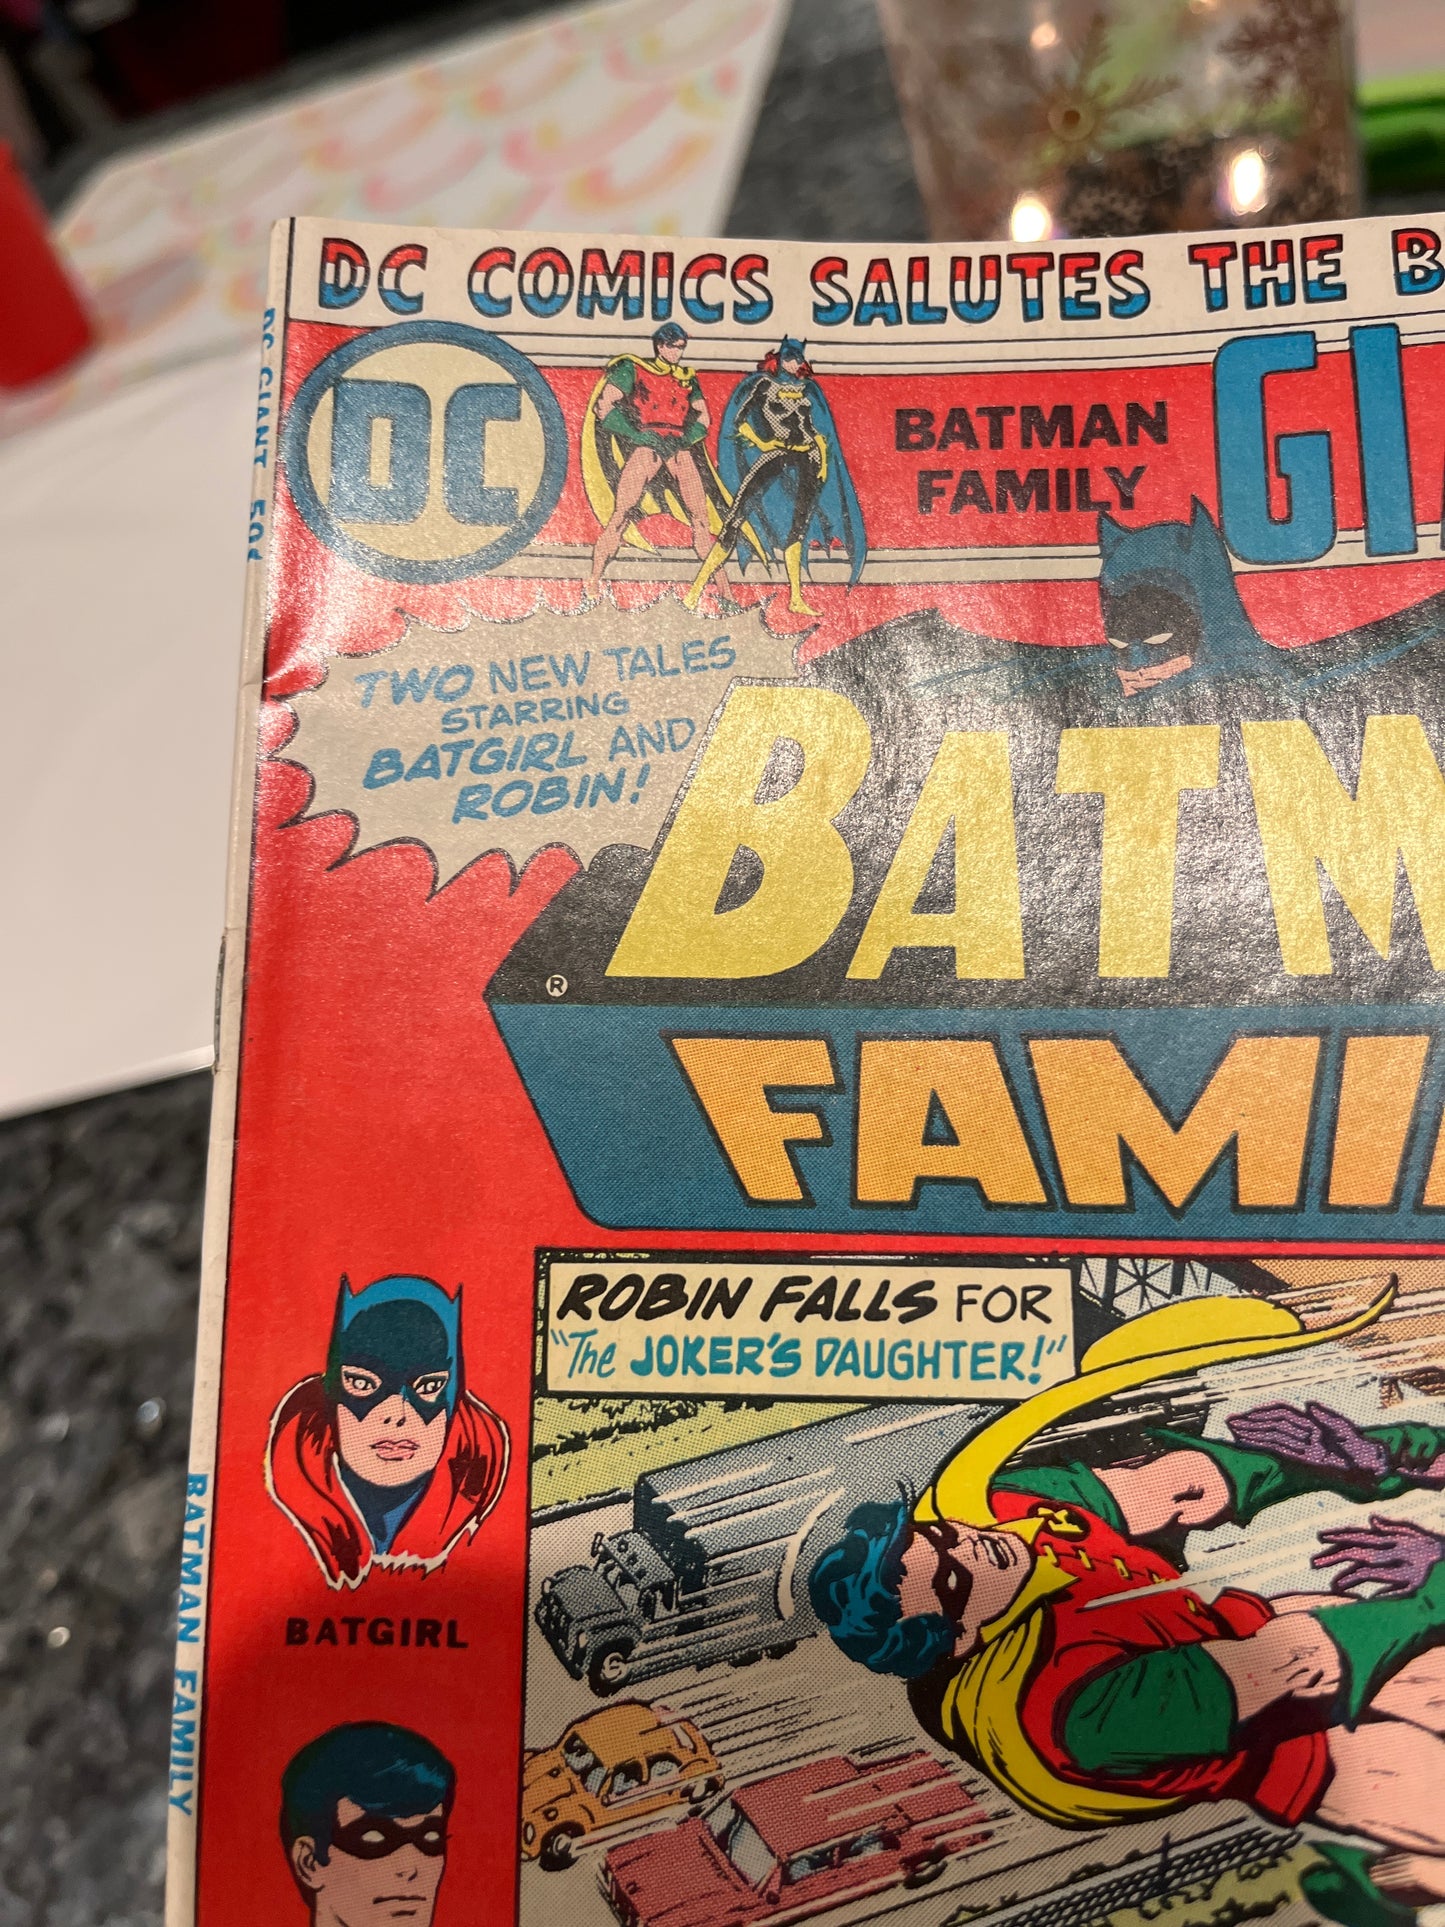 DC COMICS SALUTES THE B
DC
BATMAN
FAMILY
GI
TWO NEW TALES
STARRING
BATGIRL AND
ROBIN!
BATM
®
FAMI
ROBIN FALLS FOR
"The JOKER'S DAUGHTER!"
BATGIRL
DC GIANT 50¢
BATMAN FAMILY